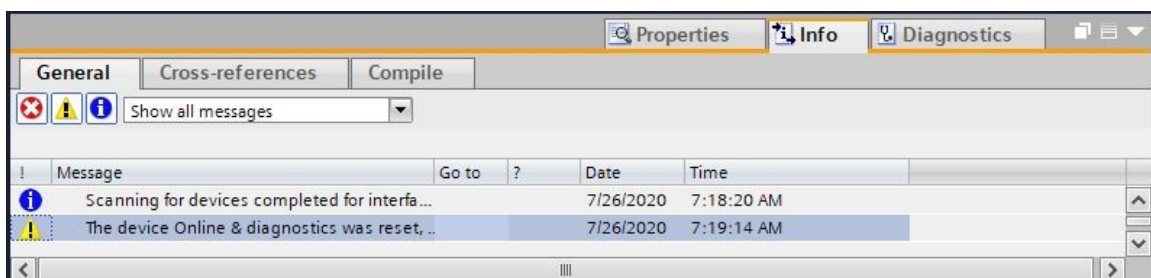 Properties Info Diagnostics
General Cross-references Compile
Show all messages
! Message Go to ? Date Time
Scanning for devices completed for interfa... 7/26/2020 7:18:20 AM
The device Online & diagnostics was reset, .. 7/26/2020 7:19:14 AM